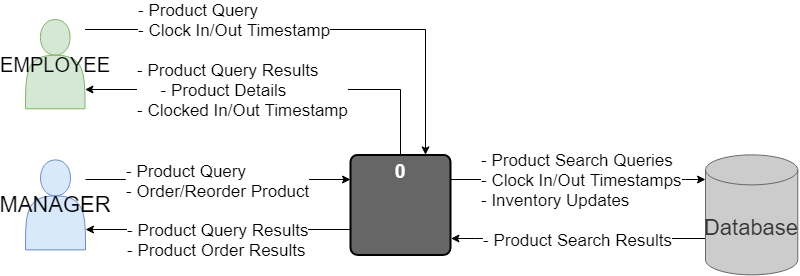 - Product Query
- Clock In/Out Timestamp
EMPLOYEE
- Product Query Results
- Product Details
- Clocked In/Out Timestamp
0
- Product Query
- Order/Reorder Product
MANAGER
- Product Query Results
- Product Order Results
- Product Search Queries
- Clock In/Out Timestamps
- Inventory Updates
- Product Search Results
Database